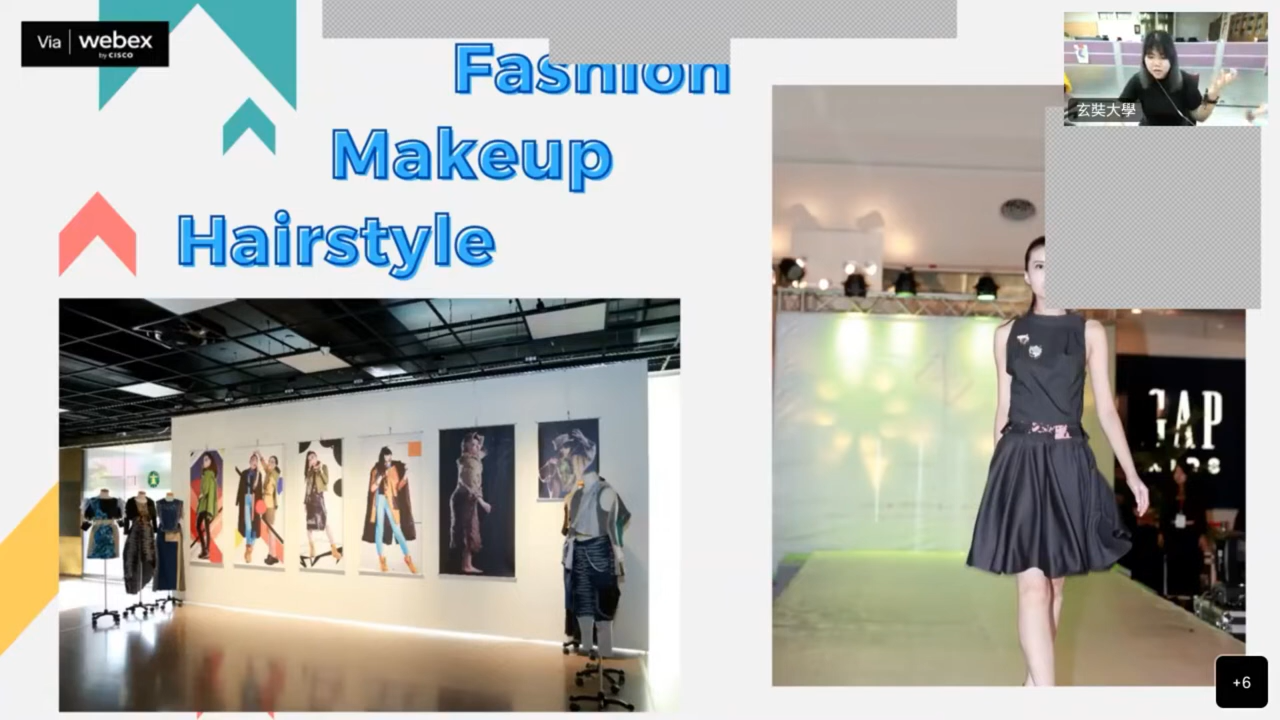 Via webex
by CISCO
Fashion
Makeup
Hairstyle
玄奘大學
GAP
+6